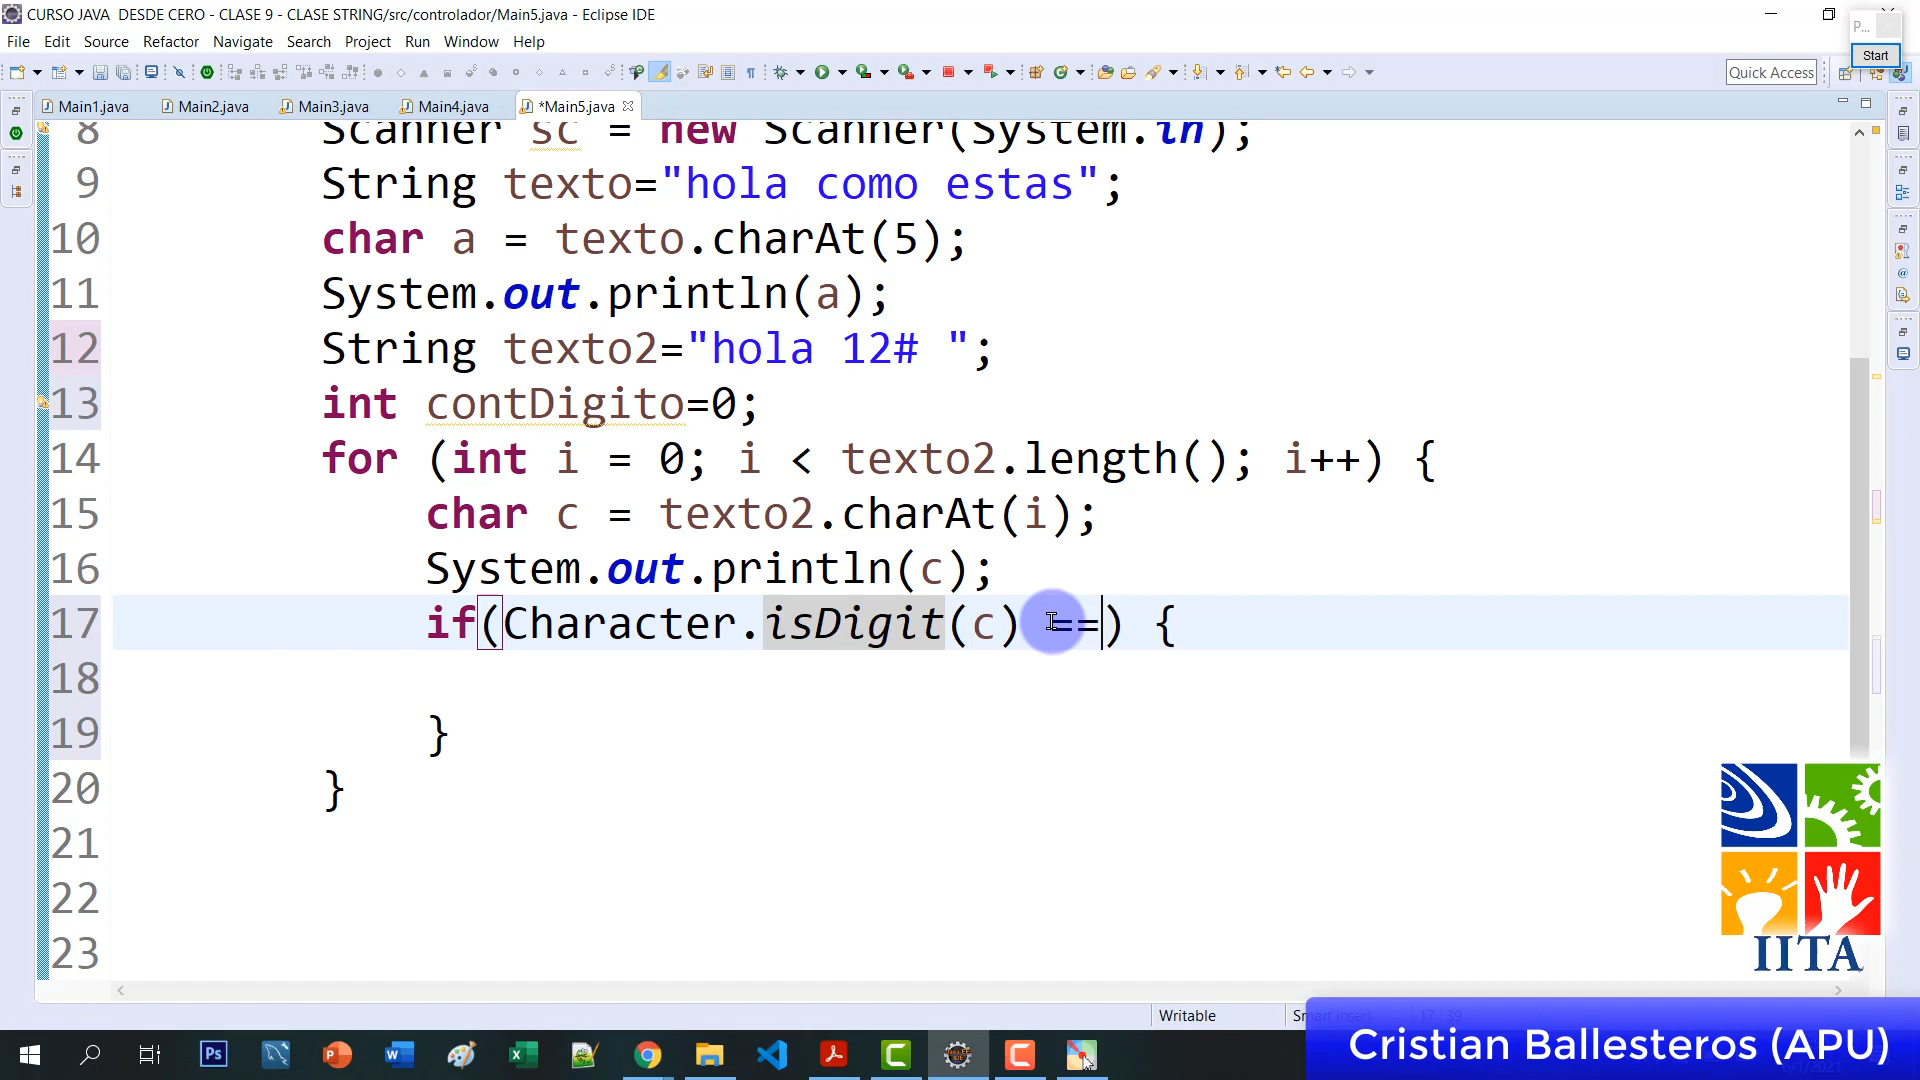 CURSO JAVA DESDE CERO - CLASE 9 - CLASE STRING/src/controlador/Main5.java - Eclipse IDE
P...
File Edit Source Refactor Navigate Search Project Run Window Help
Start
Quick Access
Main1.java Main2.java Main3.java Main4.java *Main5.java
8 Scanner sc = new Scanner(System.in);
9 String texto="hola como estas";
10 char a = texto.charAt(5);
11 System.out.println(a);
12 String texto2="hola 12# ";
13 int contDigito=0;
14 for (int i = 0; i < texto2.length(); i++) {
15 char c = texto2.charAt(i);
16 System.out.println(c);
17 if(Character.isDigit(c) ==) {
18
19 }
20 }
21
22
23
IITA
Writable Smart Insert 17 : 39
Cristian Ballesteros (APU)